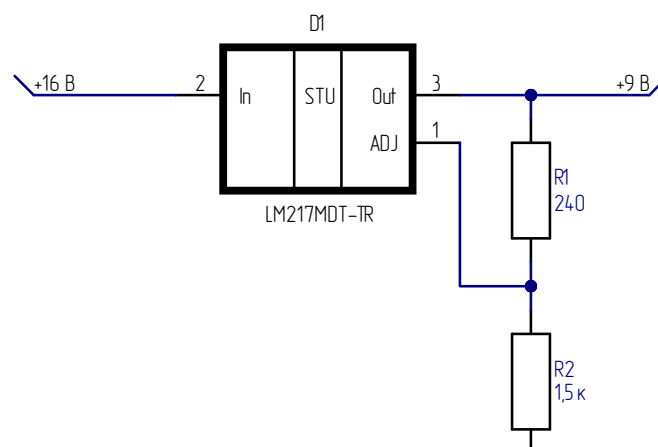 D1
+16 В
2
In
STU
Out
3
+9 В
ADJ
1
LM217MDT-TR
R1
240
R2
1,5 к